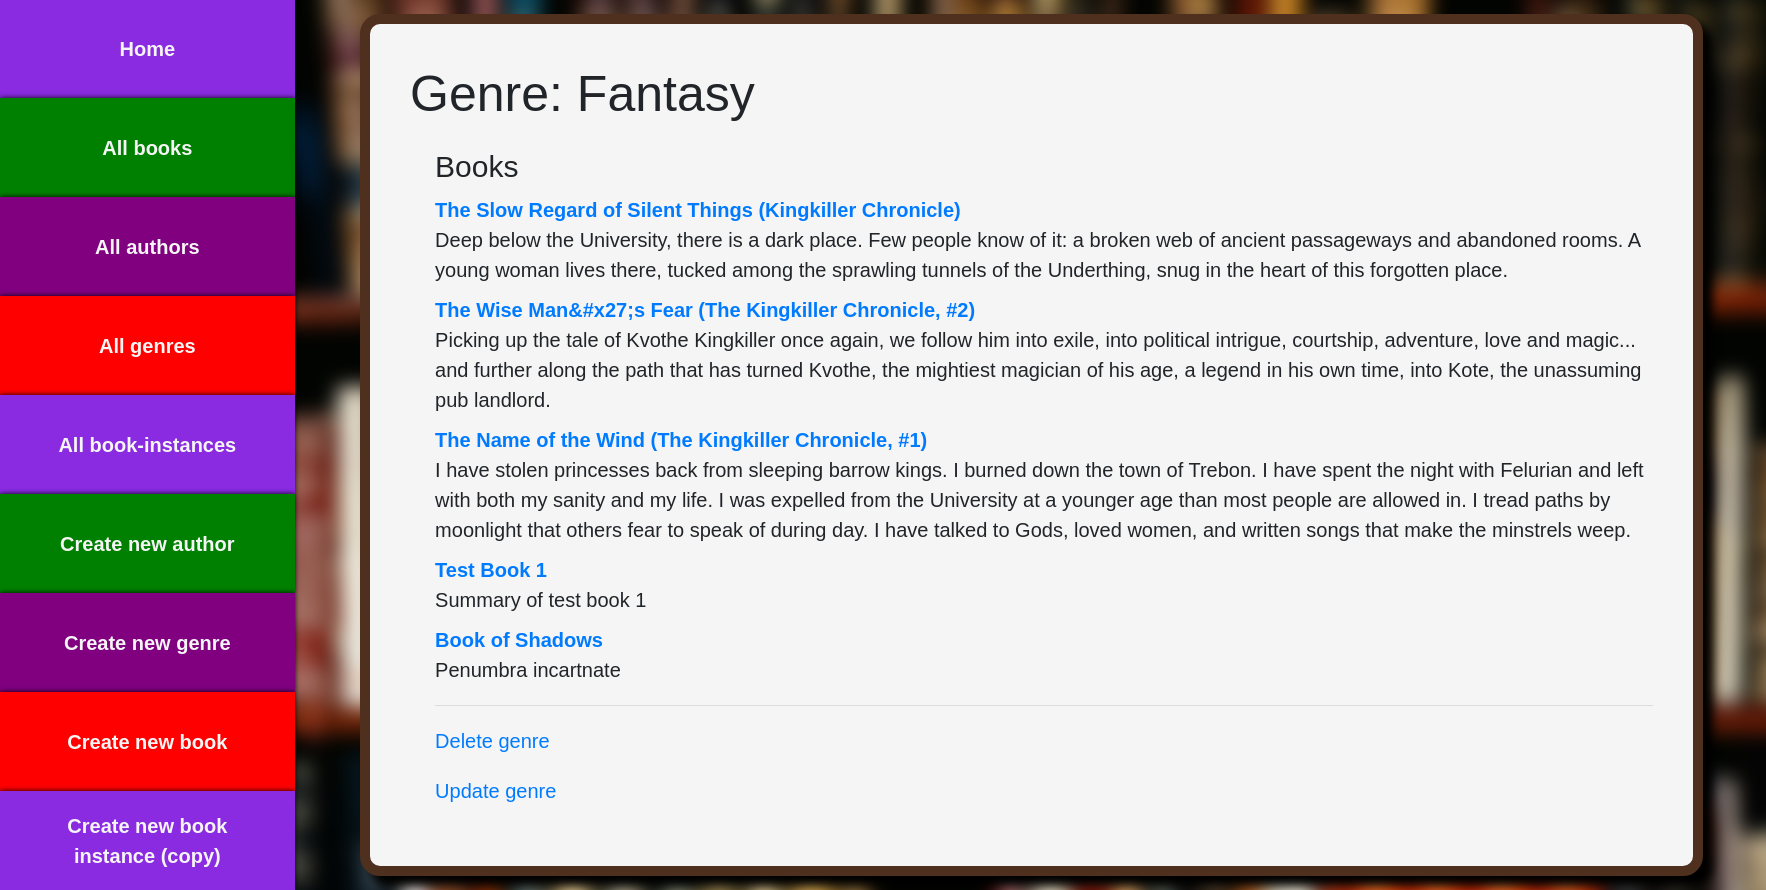 Home
All books
All authors
All genres
All book-instances
Create new author
Create new genre
Create new book
Create new book
instance (copy)
Genre: Fantasy
Books
The Slow Regard of Silent Things (Kingkiller Chronicle)
Deep below the University, there is a dark place. Few people know of it: a broken web of ancient passageways and abandoned rooms. A
young woman lives there, tucked among the sprawling tunnels of the Underthing, snug in the heart of this forgotten place.
The Wise Man&#x27;s Fear (The Kingkiller Chronicle, #2)
Picking up the tale of Kvothe Kingkiller once again, we follow him into exile, into political intrigue, courtship, adventure, love and magic...
and further along the path that has turned Kvothe, the mightiest magician of his age, a legend in his own time, into Kote, the unassuming
pub landlord.
The Name of the Wind (The Kingkiller Chronicle, #1)
I have stolen princesses back from sleeping barrow kings. I burned down the town of Trebon. I have spent the night with Felurian and left
with both my sanity and my life. I was expelled from the University at a younger age than most people are allowed in. I tread paths by
moonlight that others fear to speak of during day. I have talked to Gods, loved women, and written songs that make the minstrels weep.
Test Book 1
Summary of test book 1
Book of Shadows
Penumbra incartnate
Delete genre
Update genre